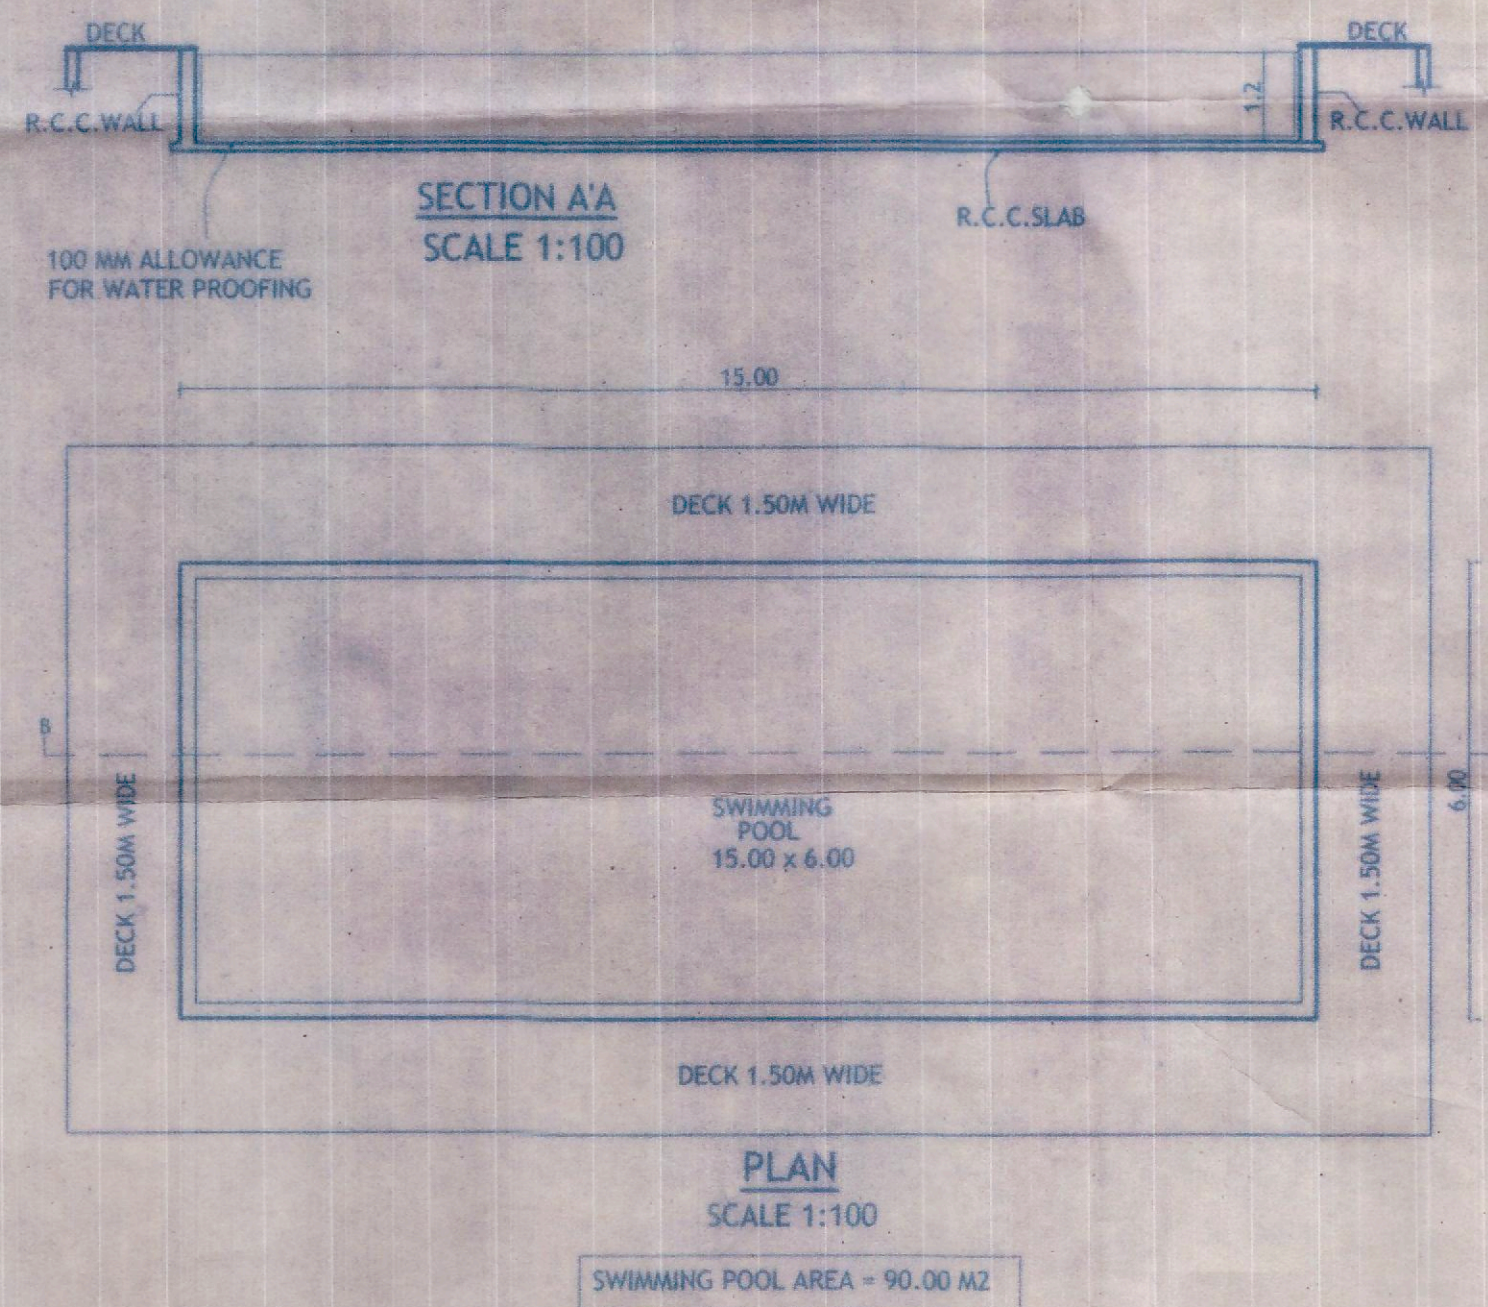 DECK
DECK
1.2
R.C.C.WALL
R.C.C.WALL
SECTION A'A
SCALE 1:100
R.C.C.SLAB
100 MM ALLOWANCE
FOR WATER PROOFING
15.00
DECK 1.50M WIDE
B
DECK 1.50M WIDE
SWIMMING
POOL
15.00 x 6.00
DECK 1.50M WIDE
6.00
DECK 1.50M WIDE
PLAN
SCALE 1:100
SWIMMING POOL AREA = 90.00 M2